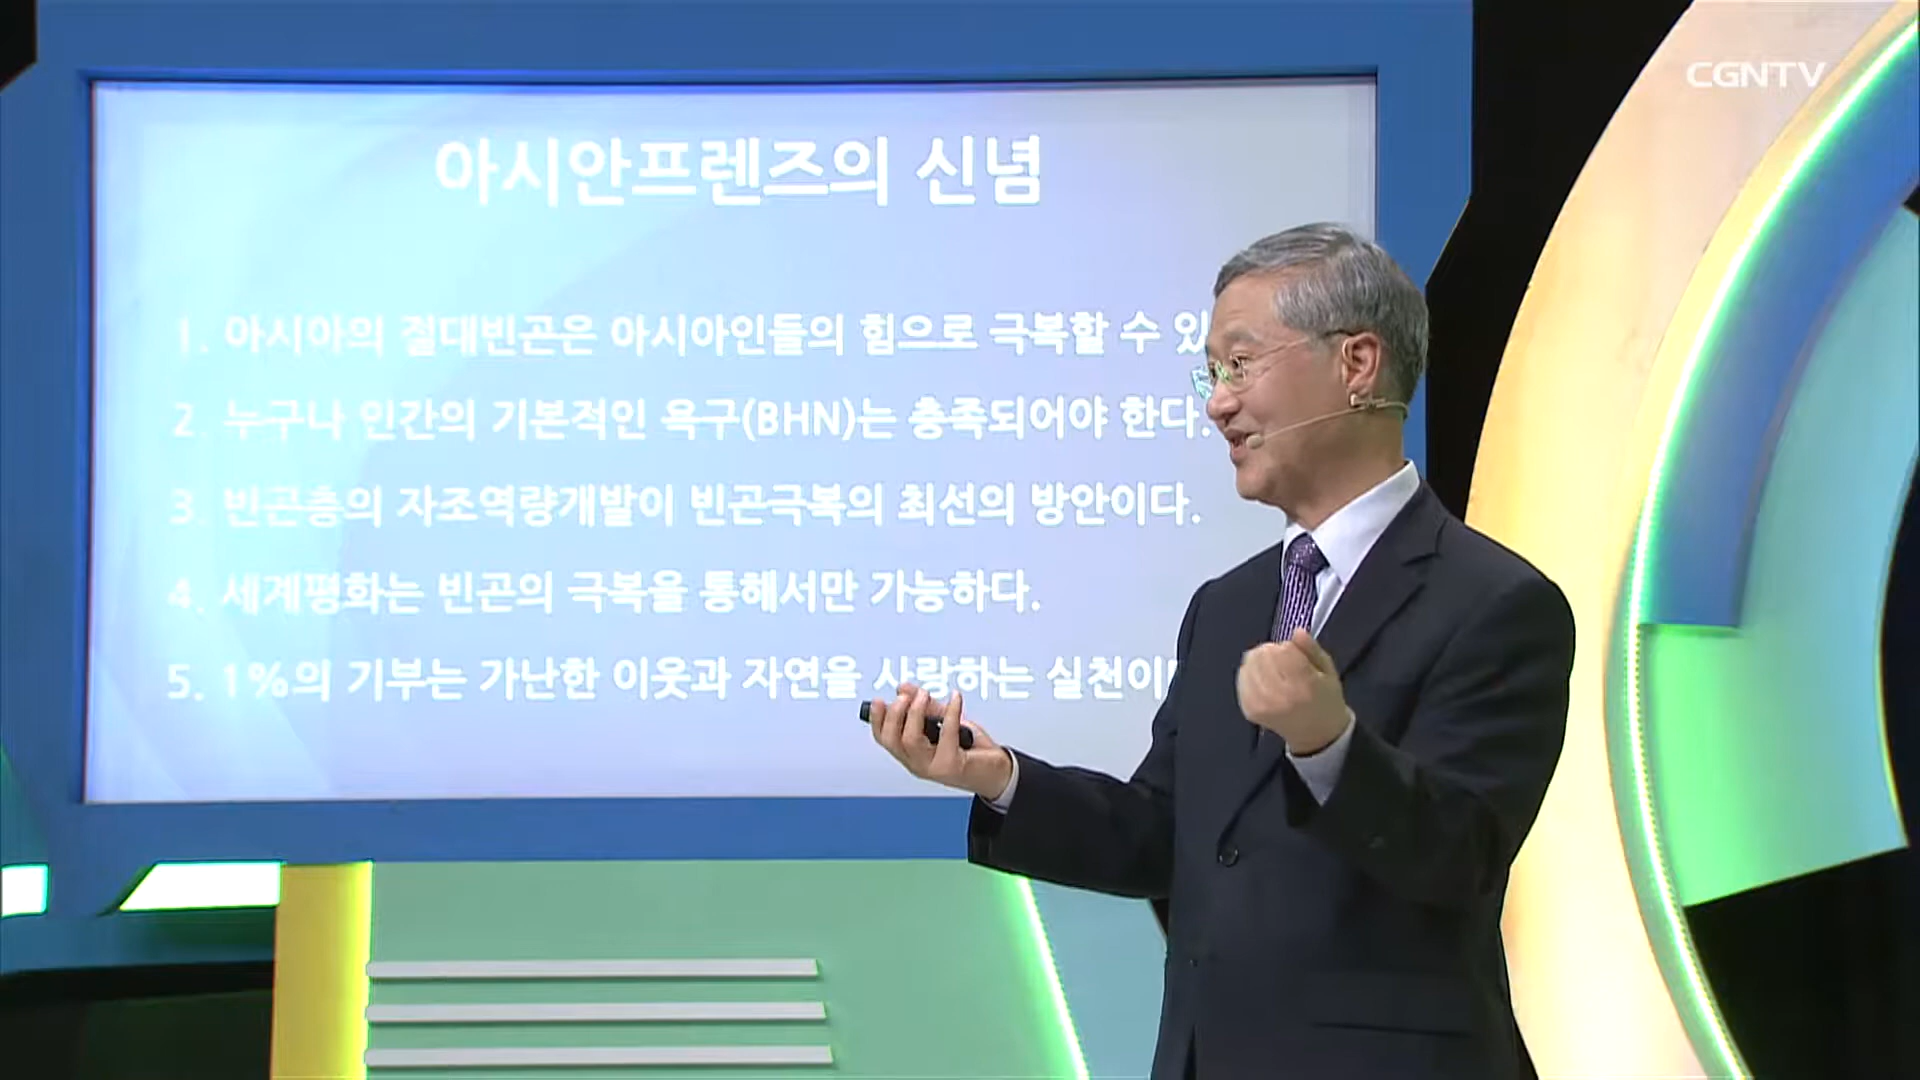 CGNTV
아시안프렌즈의 신념
1. 아시아의 절대빈곤은 아시아인들의 힘으로 극복할 수
2. 누구나 인간의 기본적인 욕구(BHN)는 충족되어야 한다.
3. 빈곤층의 자조역량개발이 빈곤극복의 최선의 방안이다.
4. 세계평화는 빈곤의 극복을 통해서만 가능하다.
5. 1%의 기부는 가난한 이웃과 자연을 사랑하는 실천이